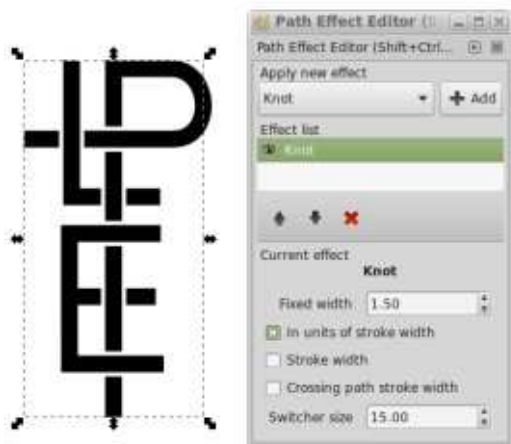 LPE
Path Effect Editor (
Path Effect Editor (Shift+Ctrl...
Apply new effect
Knot
Add
Effect list
Knot
Current effect
Knot
Fixed width 1.50
In units of stroke width
Stroke width
Crossing path stroke width
Switcher size 15.00